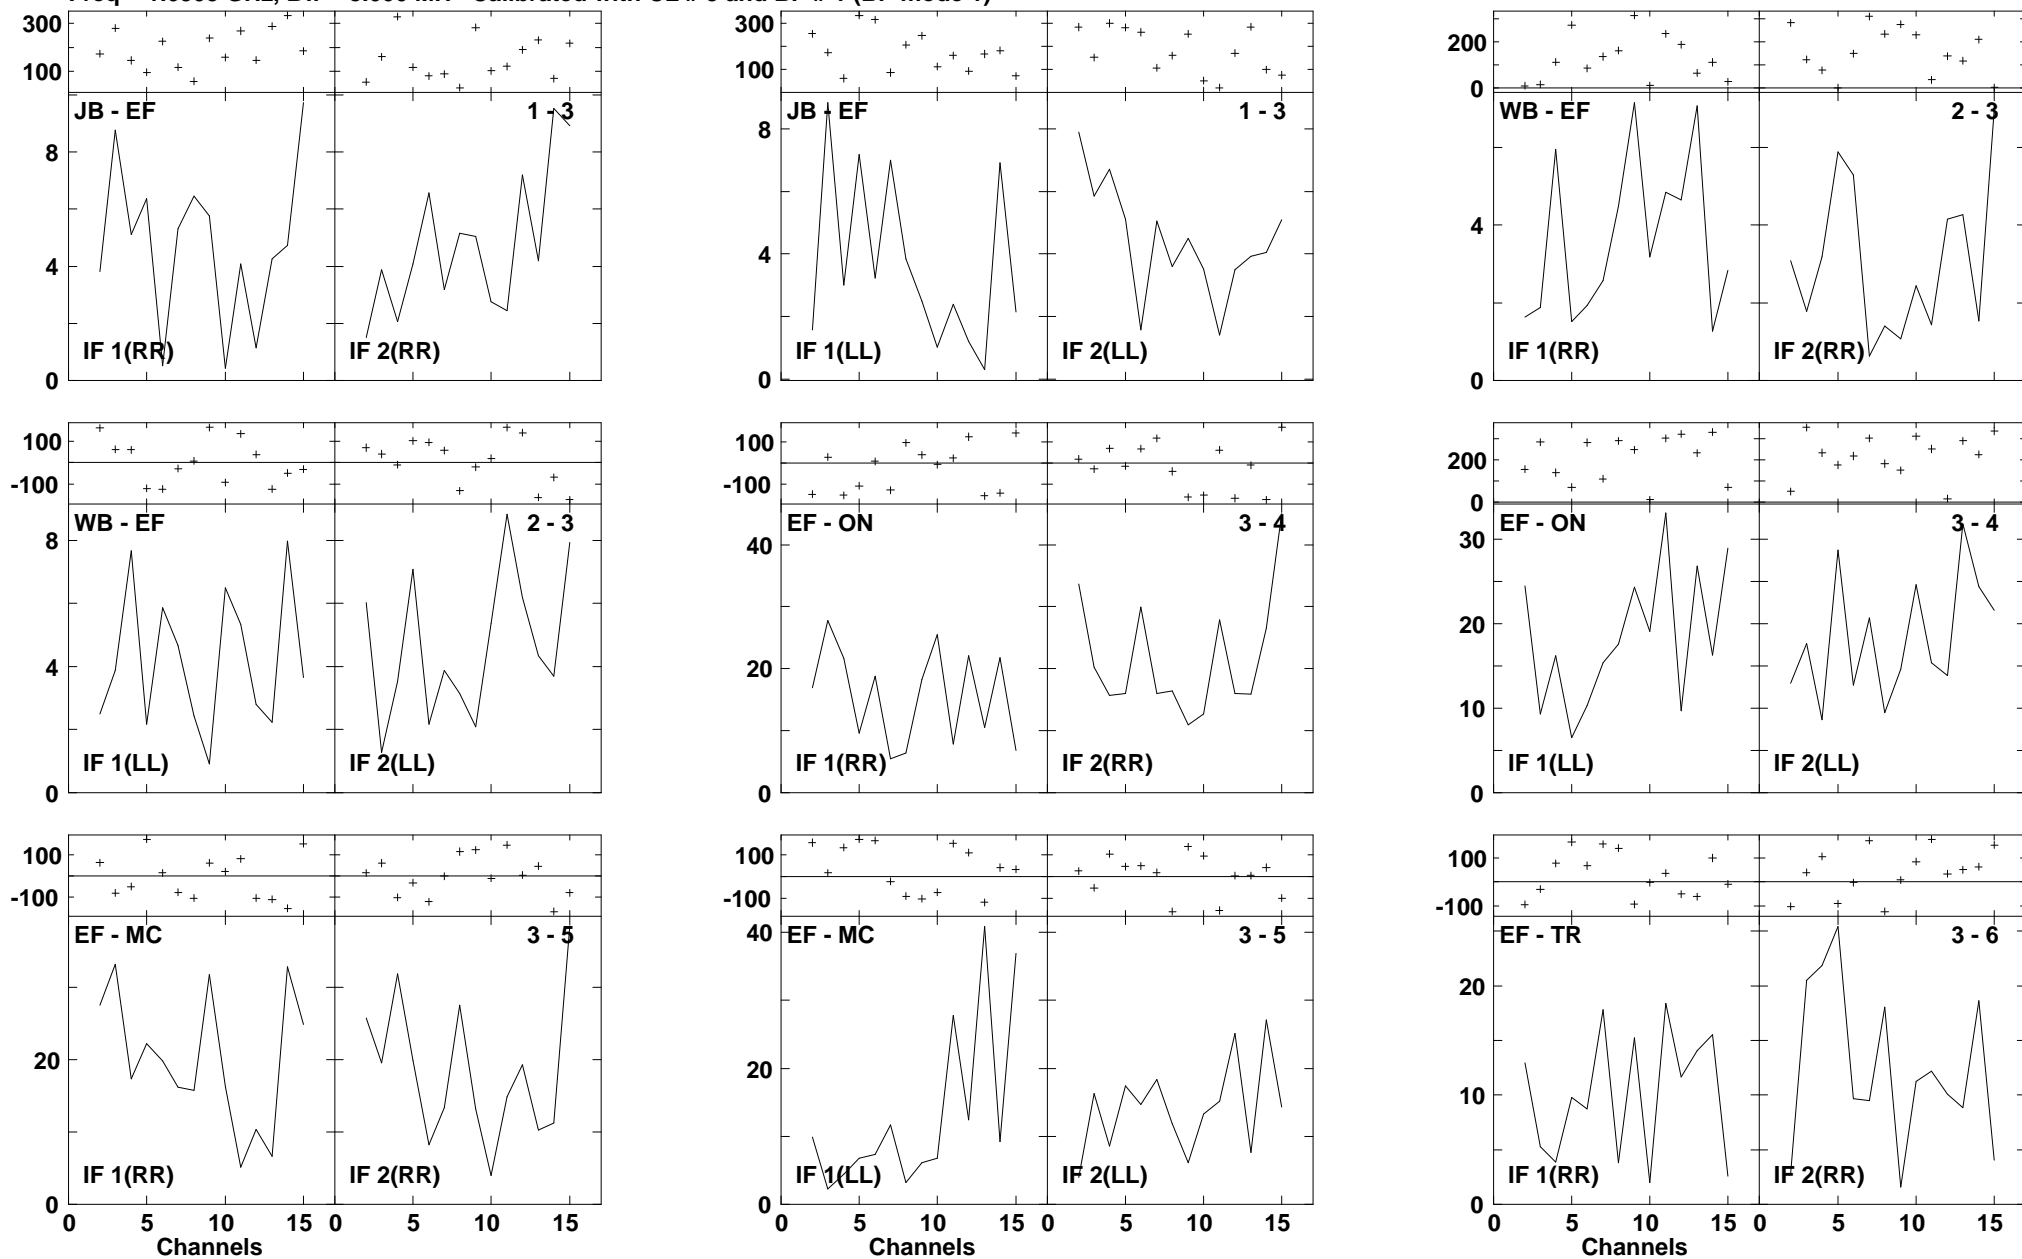 300
100
JB - EF
1 - 3
8
4
0
IF 1(RR)
IF 2(RR)
300
100
JB - EF
1 - 3
8
4
0
IF 1(LL)
IF 2(LL)
200
0
WB - EF
2 - 3
4
0
IF 1(RR)
IF 2(RR)
100
-100
WB - EF
2 - 3
8
4
0
IF 1(LL)
IF 2(LL)
100
-100
EF - ON
3 - 4
40
20
0
IF 1(RR)
IF 2(RR)
200
0
EF - ON
3 - 4
30
20
10
0
IF 1(LL)
IF 2(LL)
100
-100
EF - MC
3 - 5
20
0
IF 1(RR)
IF 2(RR)
0 5 10 15 0 5 10 15
Channels
100
-100
EF - MC
3 - 5
40
20
0
IF 1(LL)
IF 2(LL)
0 5 10 15 0 5 10 15
Channels
100
-100
EF - TR
3 - 6
20
10
0
IF 1(RR)
IF 2(RR)
0 5 10 15 0 5 10 15
Channels